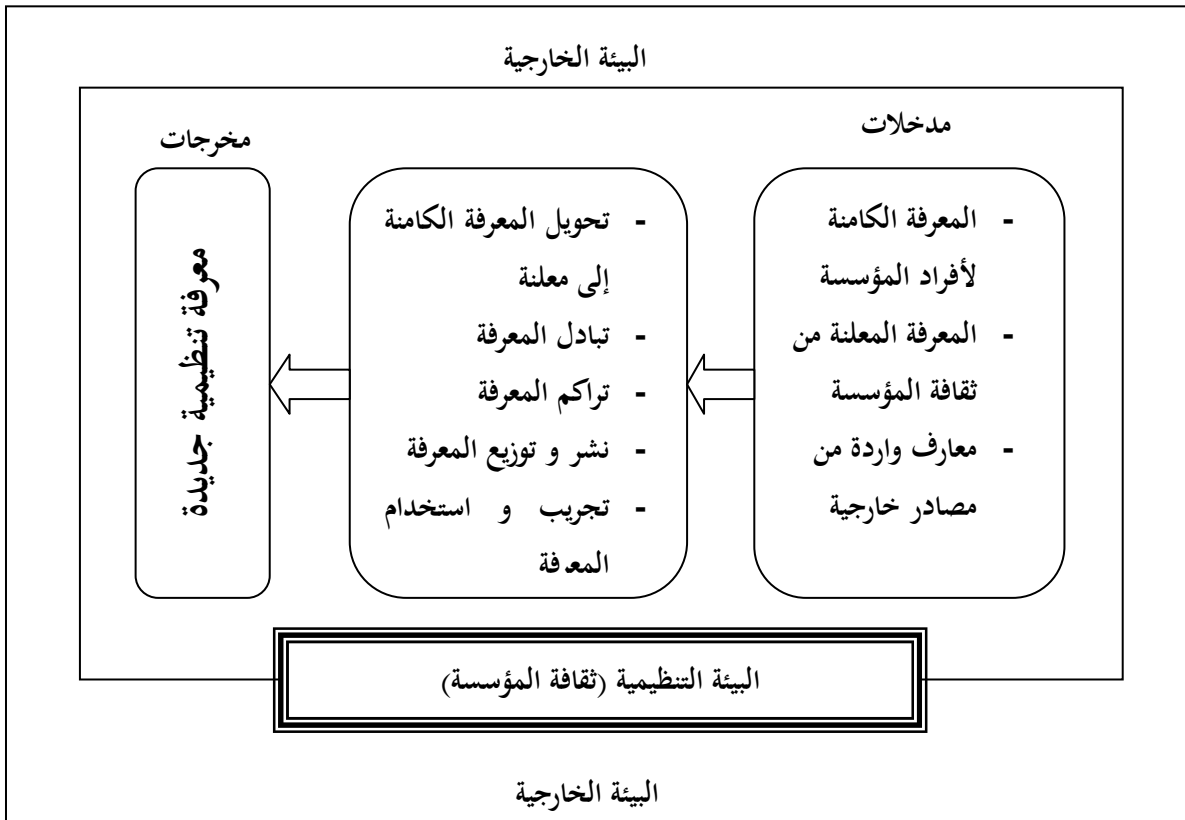 البيئة الخارجية
مدخلات
- المعرفة الكامنة
لأفراد المؤسسة
- المعرفة المعلنة من
ثقافة المؤسسة
- معارف واردة من
مصادر خارجية
- تحويل المعرفة الكامنة
إلى معلنة
- تبادل المعرفة
- تراكم المعرفة
- نشر و توزيع المعرفة
- تجريب و استخدام
المعرفة
مخرجات
معرفة تنظيمية جديدة
البيئة التنظيمية (ثقافة المؤسسة)
البيئة الخارجية